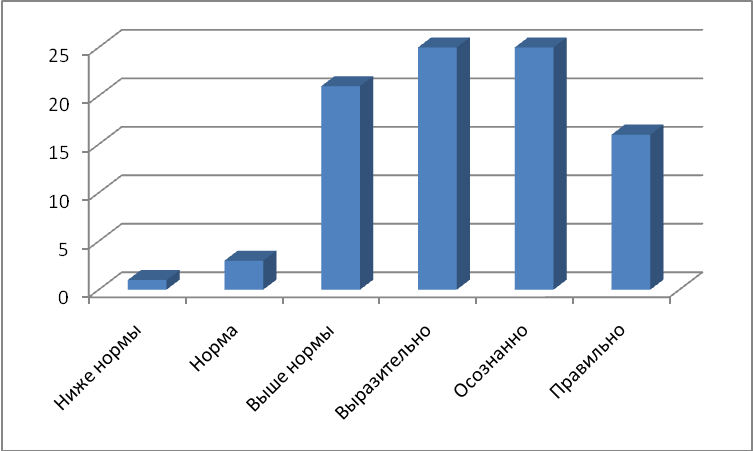 25
20
15
10
5
0
Ниже нормы
Норма
Выше нормы
Выразительно
Осознанно
Правильно